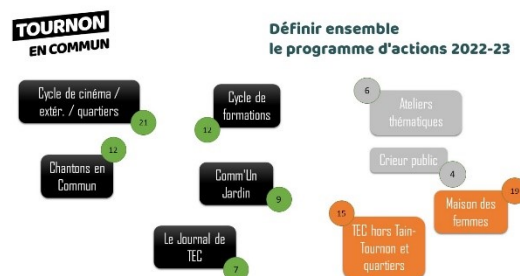 TOURNON
EN COMMUN
Définir ensemble
le programme d'actions 2022-23
Cycle de cinéma /
extér. / quartiers
21
Cycle de
formations
12
6
Ateliers
thématiques
12
Chantons en
Commun
Crieur public
4
Comm'Un
Jardin
9
Maison des
femmes
19
15
TEC hors Tain-
Tournon et
quartiers
Le Journal de
TEC
7